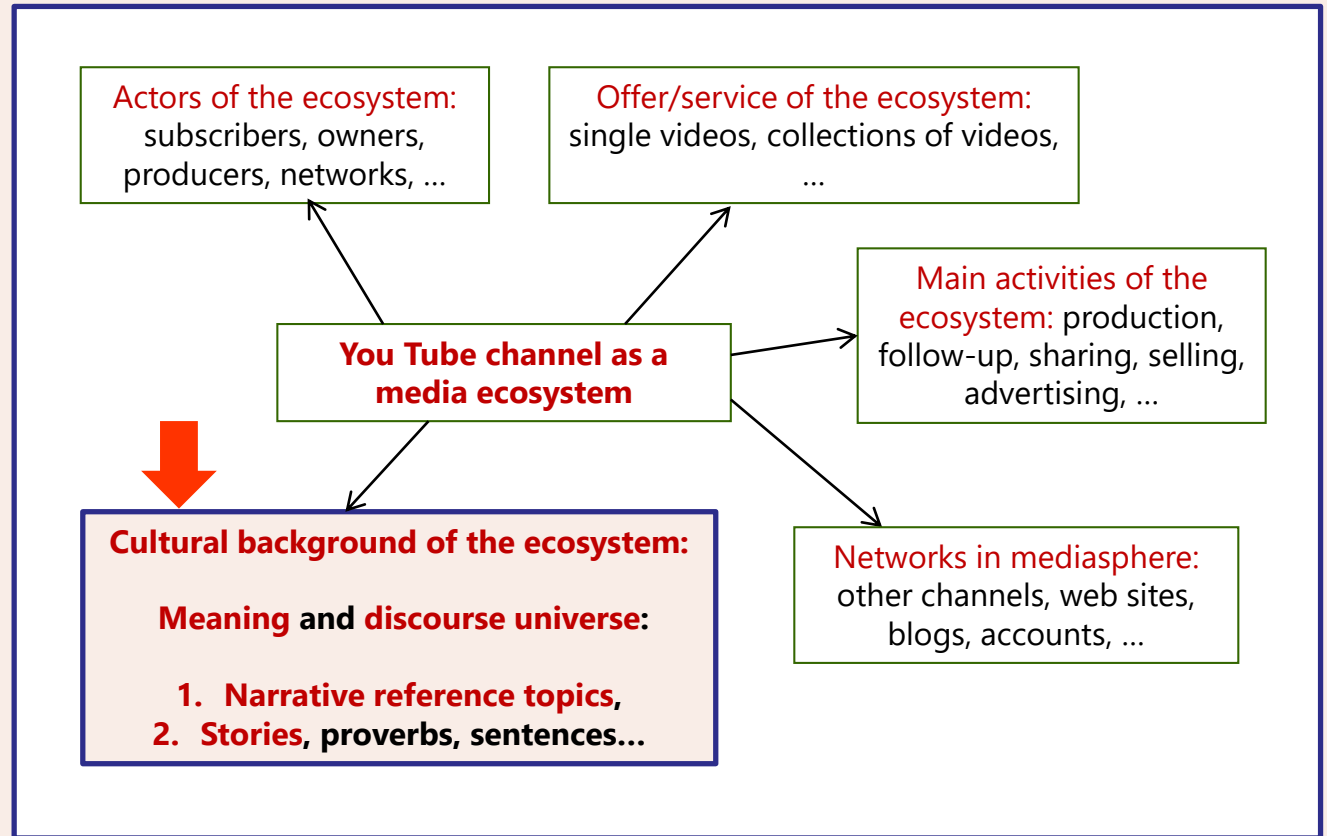 Actors of the ecosystem:
subscribers, owners,
producers, networks, …
Offer/service of the ecosystem:
single videos, collections of videos,
…
Main activities of the
ecosystem: production,
follow-up, sharing, selling,
advertising, …
You Tube channel as a
media ecosystem
Cultural background of the ecosystem:
Meaning and discourse universe:
1. Narrative reference topics,
2. Stories, proverbs, sentences…
Networks in mediasphere:
other channels, web sites,
blogs, accounts, …